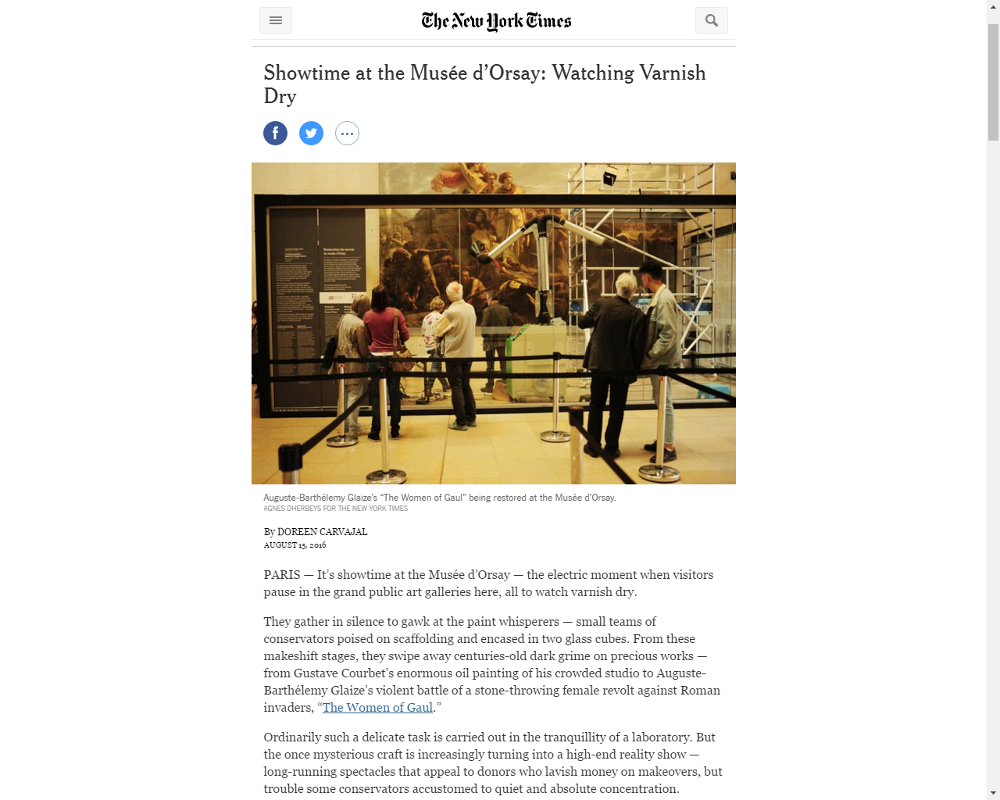 The New York Times
Showtime at the Musée d’Orsay: Watching Varnish
Dry
Auguste-Barthélemy Glaize’s “The Women of Gaul” being restored at the Musée d’Orsay.
AGNES DHERBEYS FOR THE NEW YORK TIMES
By DOREEN CARVAJAL
AUGUST 15, 2016
PARIS — It’s showtime at the Musée d’Orsay — the electric moment when visitors
pause in the grand public art galleries here, all to watch varnish dry.
They gather in silence to gawk at the paint whisperers — small teams of
conservators poised on scaffolding and encased in two glass cubes. From these
makeshift stages, they swipe away centuries-old dark grime on precious works —
from Gustave Courbet’s enormous oil painting of his crowded studio to Auguste-
Barthélemy Glaize’s violent battle of a stone-throwing female revolt against Roman
invaders, “The Women of Gaul.”
Ordinarily such a delicate task is carried out in the tranquillity of a laboratory. But
the once mysterious craft is increasingly turning into a high-end reality show —
long-running spectacles that appeal to donors who lavish money on makeovers, but
trouble some conservators accustomed to quiet and absolute concentration.